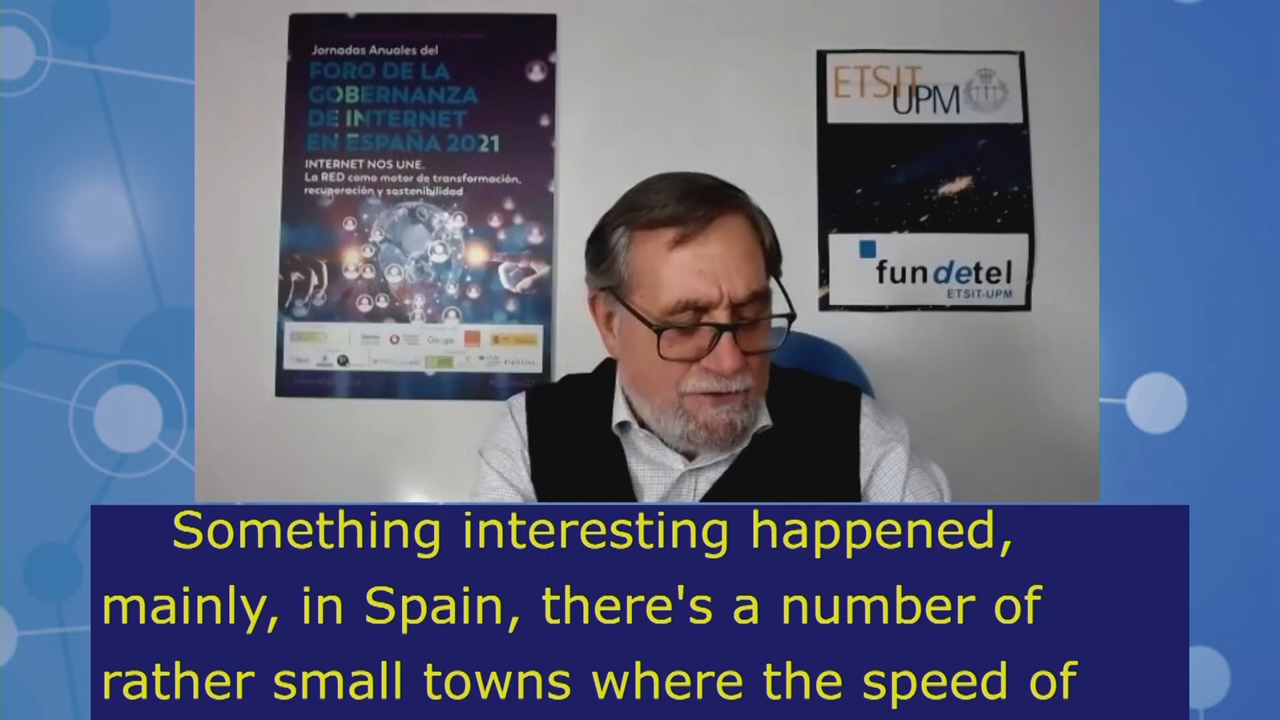 Jornadas Anuales del
FORO DE LA
GOBERNANZA
DE INTERNET
EN ESPAÑA 2021
INTERNET NOS UNE.
La RED como motor de transformación,
recuperación y sostenibilidad
Google
ETSIT
UPM
fundetel
ETSIT-UPM
Something interesting happened,
mainly, in Spain, there's a number of
rather small towns where the speed of